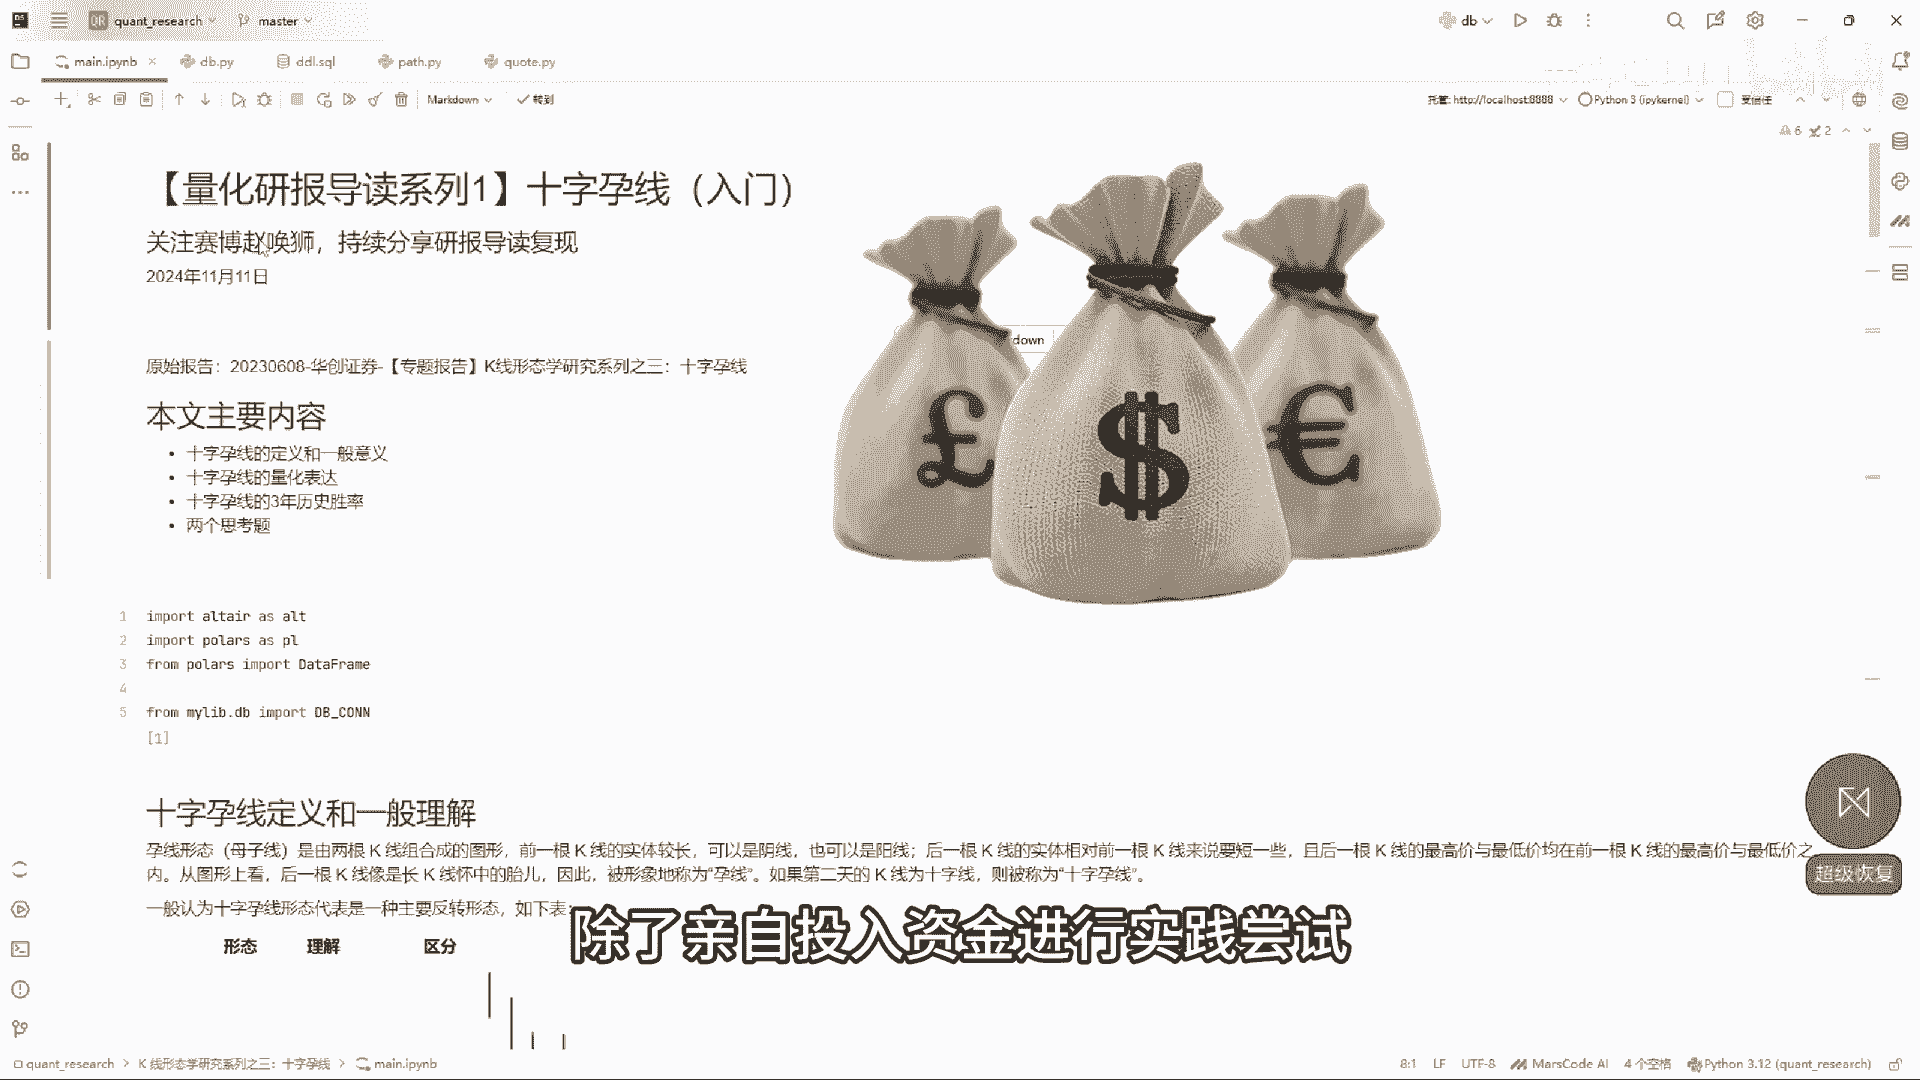 DS
QR quant_research master db
main.ipynb db.py ddl.sql path.py quote.py
Markdown 转到 托管: http://localhost:8888 Python 3 (ipykernel) 受信任
6 2
【量化研报导读系列1】十字孕线（入门）
关注赛博赵唤狮，持续分享研报导读复现
2024年11月11日
原始报告：20230608-华创证券-【专题报告】K线形态学研究系列之三：十字孕线
本文主要内容
• 十字孕线的定义和一般意义
• 十字孕线的量化表达
• 十字孕线的3年历史胜率
• 两个思考题
£ $ €
1 import altair as alt
2 import polars as pl
3 from polars import DataFrame
4
5 from mylib.db import DB_CONN
[1]
十字孕线定义和一般理解
孕线形态（母子线）是由两根 K 线组合成的图形，前一根 K 线的实体较长，可以是阴线，也可以是阳线；后一根 K 线的实体相对前一根 K 线来说要短一些，且后一根 K 线的最高价与最低价均在前一根 K 线的最高价与最低价之
内。从图形上看，后一根 K 线像是长 K 线怀中的胎儿，因此，被形象地称为“孕线”。如果第二天的 K 线为十字线，则被称为“十字孕线”。
超级恢复
一般认为十字孕线形态代表是一种主要反转形态，如下表：
除了亲自投入资金进行实践尝试
形态 理解 区分
quant_research > K 线形态学研究系列之三：十字孕线 > main.ipynb 8:1 LF UTF-8 MarsCode AI 4 个空格 Python 3.12 (quant_research)